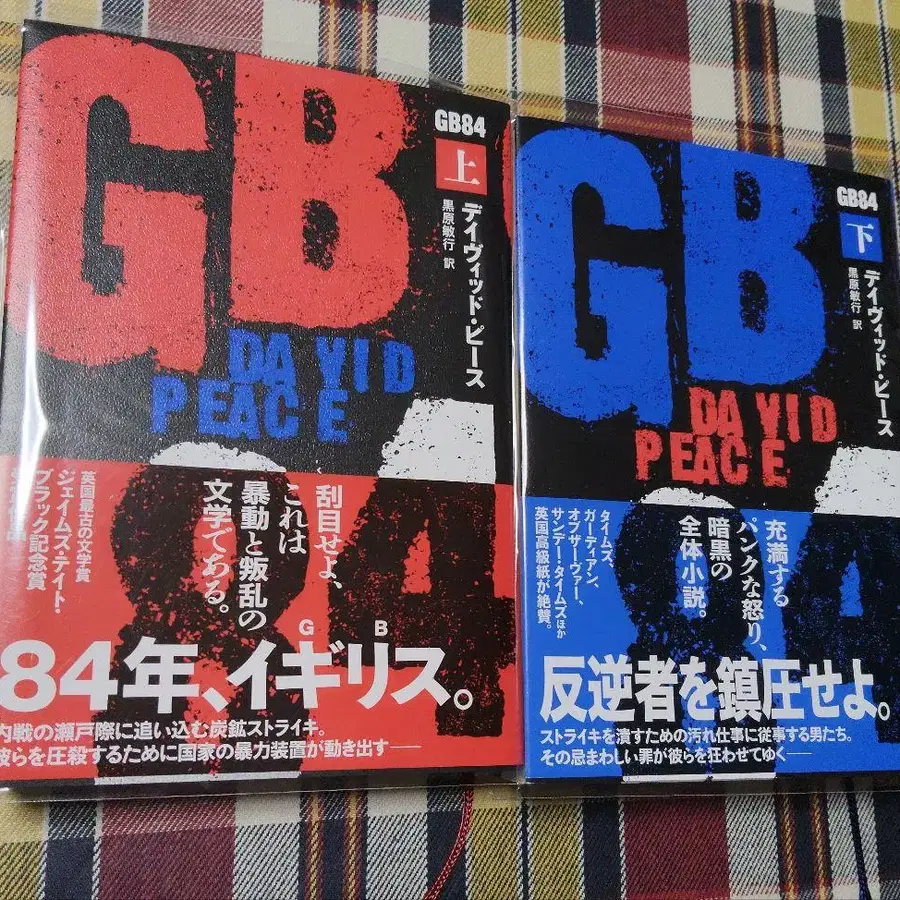 GB
84
GB84
上
デイヴィッド・ピース
黒原敏行 訳
DAVID
PEACE
刮目せよ、
これは
暴動と叛乱の
文学である。
英国最古の文学賞
ジェイムズ・テイト・
ブラック記念賞
84年、イギリス。
GB
内戦の瀬戸際に追い込む炭鉱ストライキ。
彼らを圧殺するために国家の暴力装置が動き出す──
GB
84
GB84
下
デイヴィッド・ピース
黒原敏行 訳
DAVID
PEACE
充満する
パンクな怒り、
暗黒の
全体小説。
タイムズ、
ガーディアン、
オブザーヴァー、
サンデー・タイムズほか
英国高級紙が絶賛。
反逆者を鎮圧せよ。
ストライキを潰すための汚れ仕事に従事する男たち。
その忌まわしい罪が彼らを狂わせてゆく──